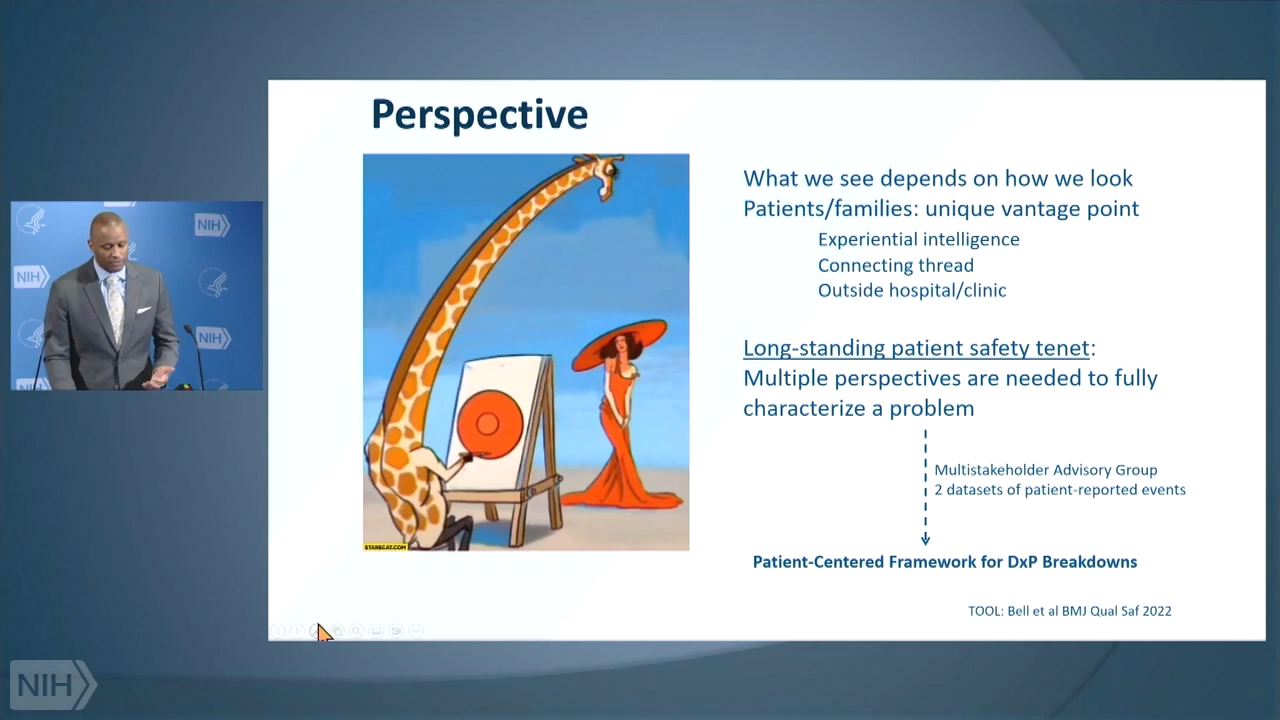 Perspective
What we see depends on how we look
Patients/families: unique vantage point
Experiential intelligence
Connecting thread
Outside hospital/clinic
Long-standing patient safety tenet:
Multiple perspectives are needed to fully
characterize a problem
Multistakeholder Advisory Group
2 datasets of patient-reported events
Patient-Centered Framework for DxP Breakdowns
TOOL: Bell et al BMJ Qual Saf 2022
STARECAT.COM
NIH
NIH
NIH
NIH
NIH